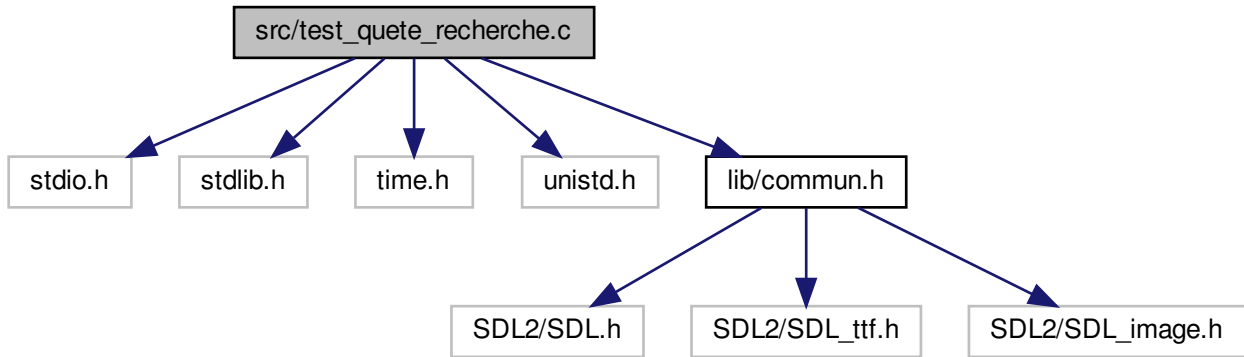 src/test_quete_recherche.c
stdio.h
stdlib.h
time.h
unistd.h
lib/commun.h
SDL2/SDL.h
SDL2/SDL_ttf.h
SDL2/SDL_image.h